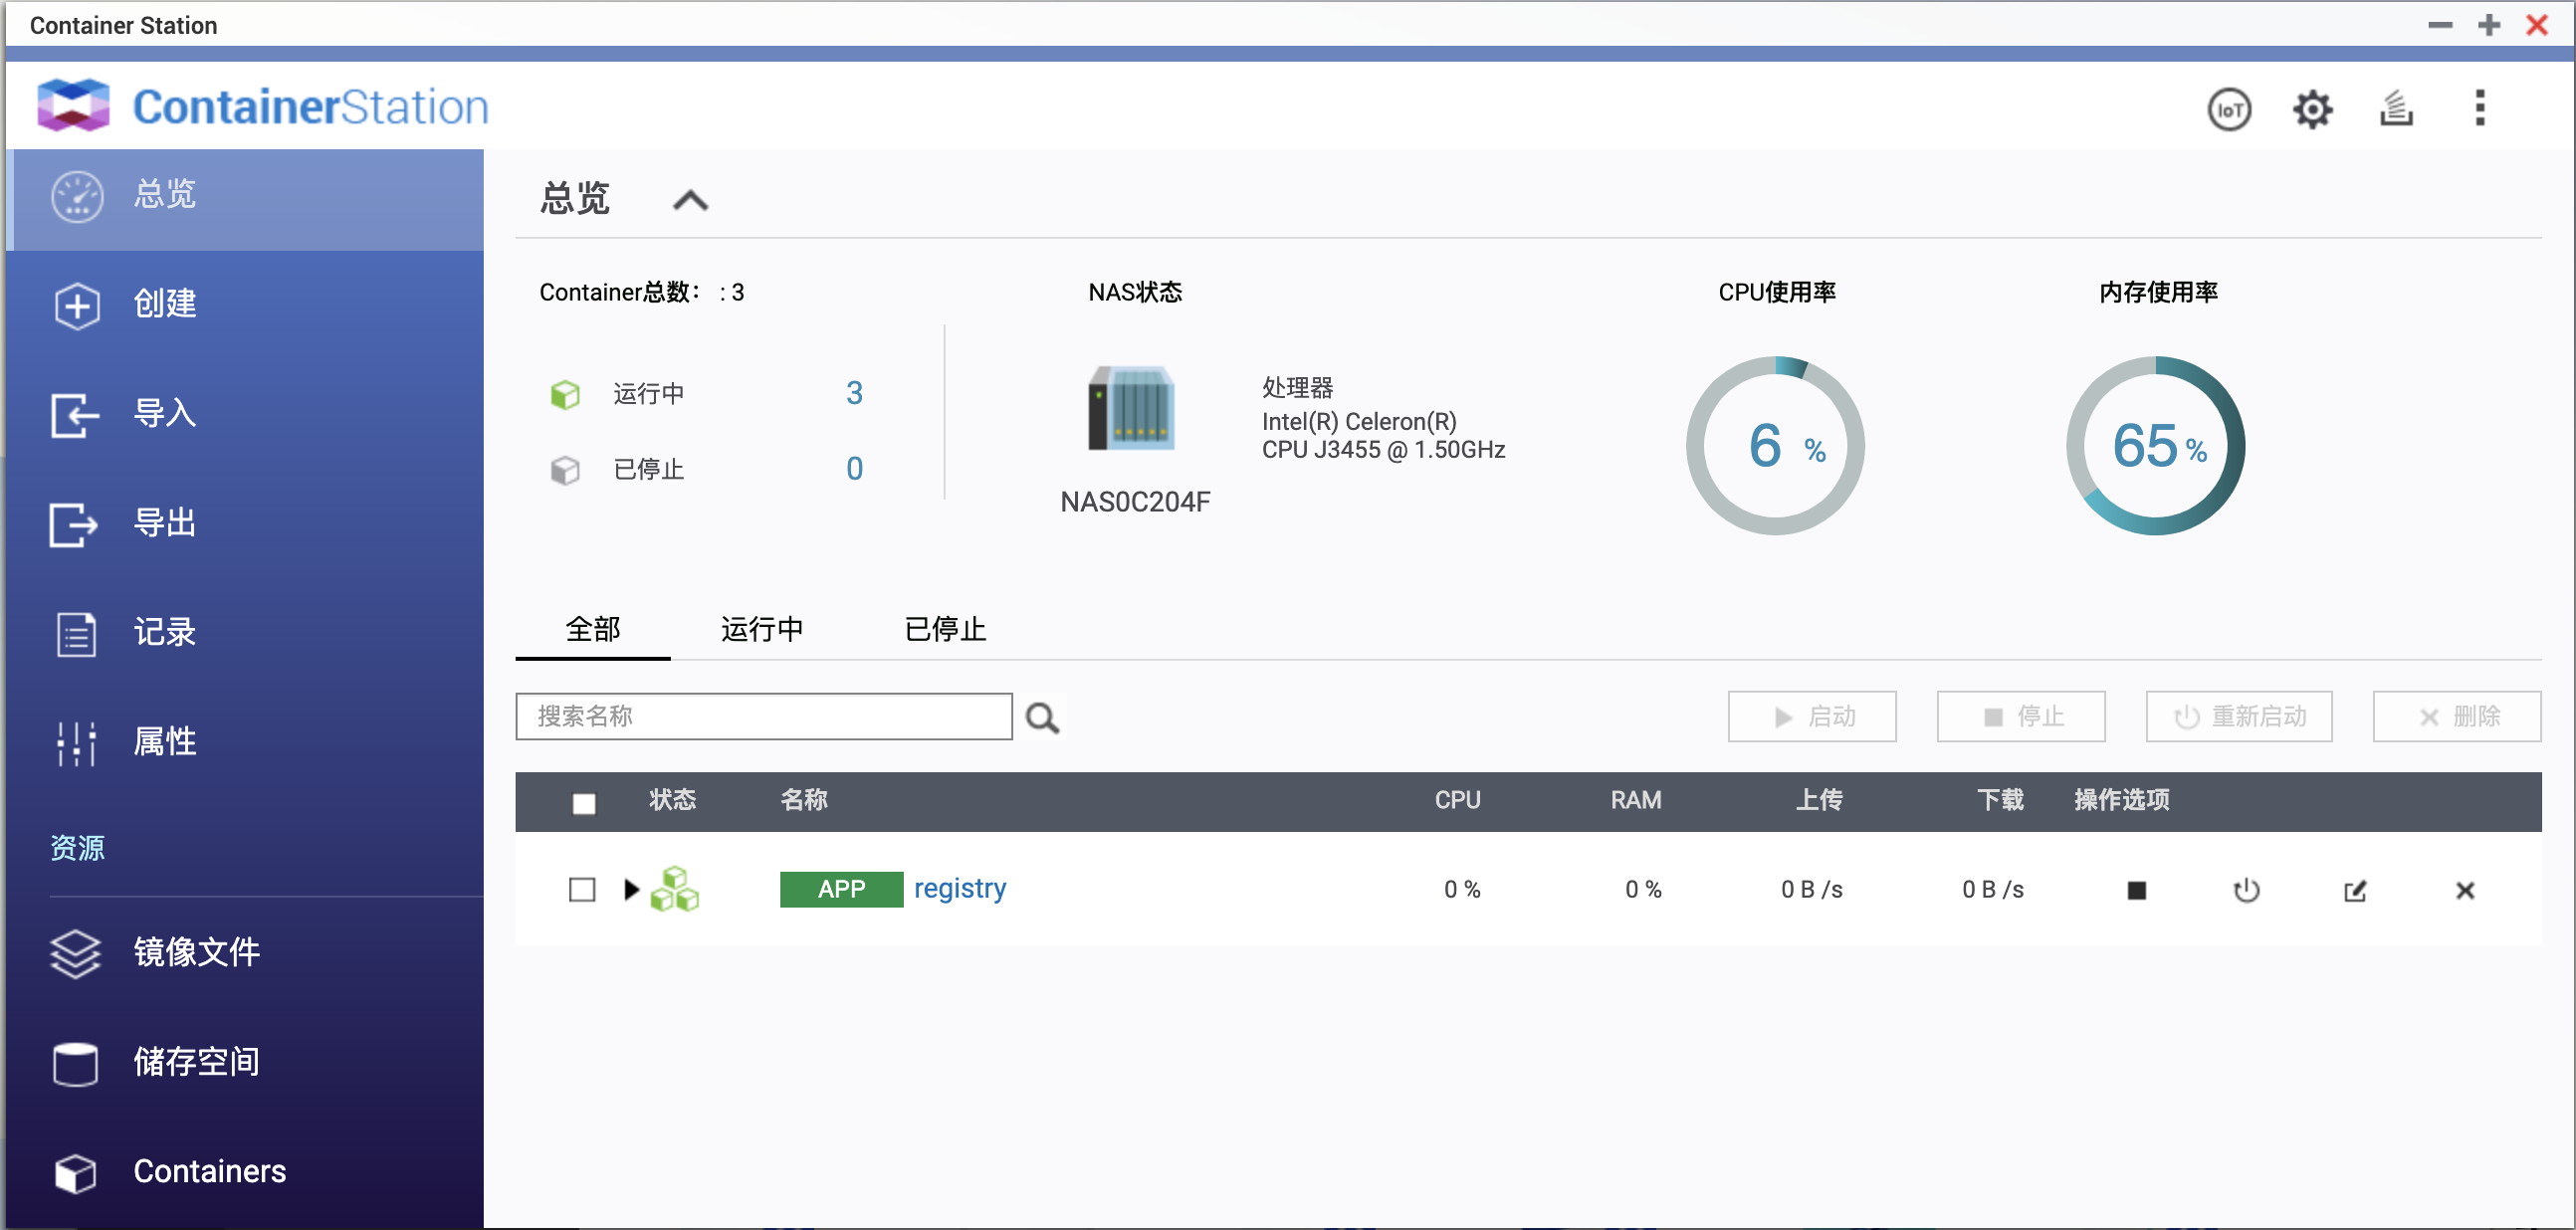 Container Station
ContainerStation
IoT
总览
创建
导入
导出
记录
属性
资源
镜像文件
储存空间
Containers
总览
Container总数： : 3
运行中 3
已停止 0
NAS状态
NAS0C204F
处理器
Intel(R) Celeron(R)
CPU J3455 @ 1.50GHz
CPU使用率
6 %
内存使用率
65 %
全部 运行中 已停止
搜索名称
启动 停止 重新启动 删除
状态 名称 CPU RAM 上传 下载 操作选项
APP registry 0 % 0 % 0 B /s 0 B /s